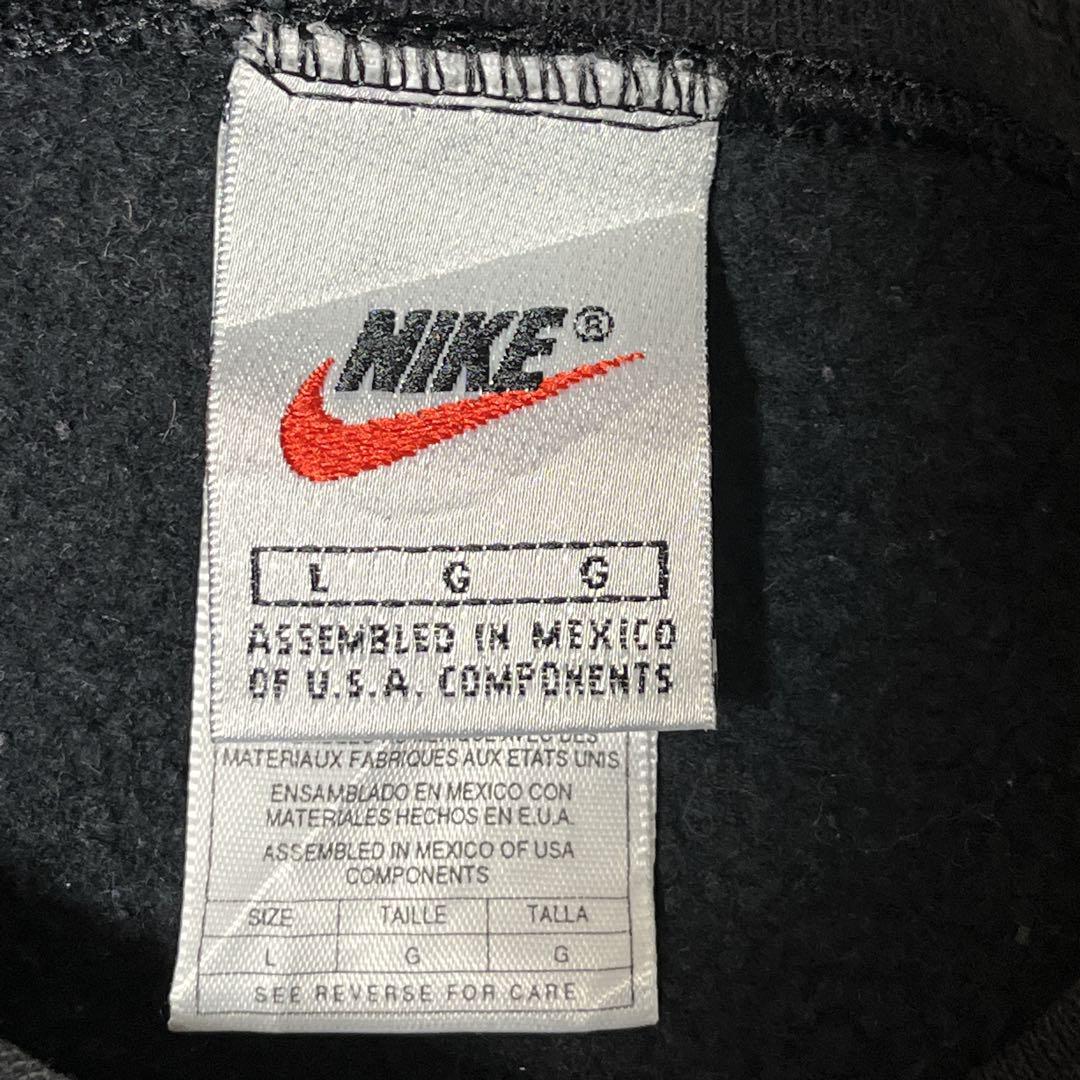 NIKE®
L G G
ASSEMBLED IN MEXICO
OF U.S.A. COMPONENTS
DES
MATERIAUX FABRIQUES AUX ETATS UNIS
ENSAMBLADO EN MEXICO CON
MATERIALES HECHOS EN E.U.A.
ASSEMBLED IN MEXICO OF USA
COMPONENTS
SIZE TAILLE TALLA
L G G
SEE REVERSE FOR CARE